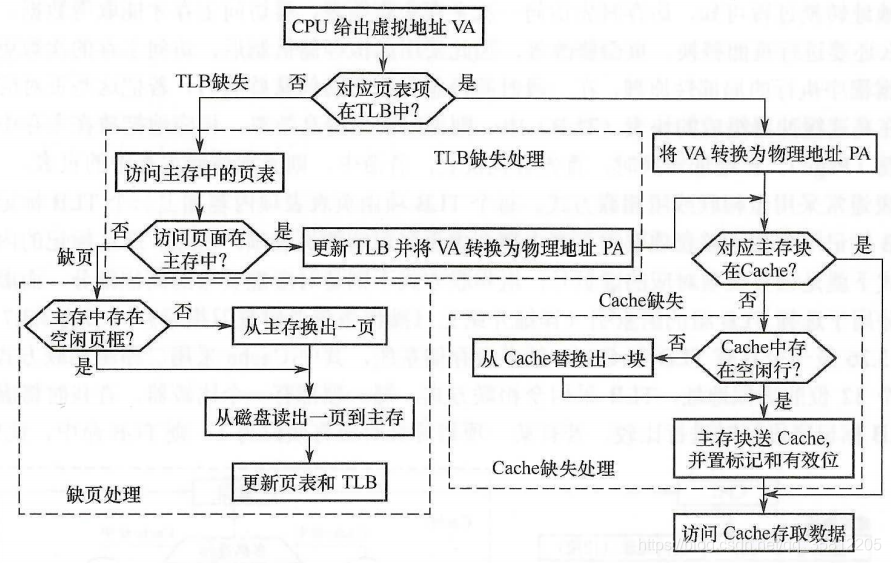 CPU 给出虚拟地址 VA
TLB缺失
否
对应页表项
在TLB中？
是
TLB缺失处理
将 VA 转换为物理地址 PA
访问主存中的页表
否
访问页面在
主存中？
是
更新 TLB 并将 VA 转换为物理地址 PA
缺页
对应主存块
在Cache？
是
否
Cache缺失
主存中存在
空闲页框？
否
从主存换出一页
是
从 Cache替换出一块
否
Cache中存
在空闲行？
是
从磁盘读出一页到主存
主存块送 Cache，
并置标记和有效位
更新页表和 TLB
缺页处理
Cache缺失处理
访问 Cache存取数据